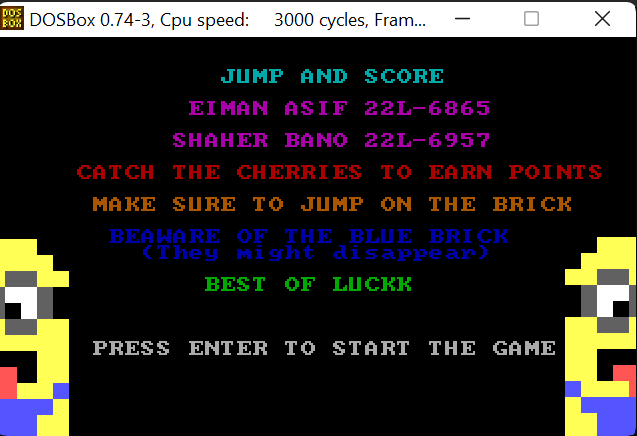 DOS
BOX
DOSBox 0.74-3, Cpu speed: 3000 cycles, Fram...
JUMP AND SCORE
EIMAN ASIF 22L-6865
SHAHER BANO 22L-6957
CATCH THE CHERRIES TO EARN POINTS
MAKE SURE TO JUMP ON THE BRICK
BEAWARE OF THE BLUE BRICK
(They might disappear)
BEST OF LUCKK
PRESS ENTER TO START THE GAME